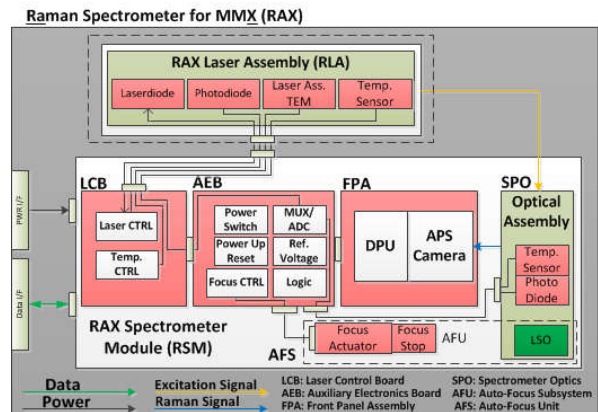 Raman Spectrometer for MMX (RAX)
RAX Laser Assembly (RLA)
Laserdiode
Photodiode
Laser Ass.
TEM
Temp.
Sensor
LCB
AEB
FPA
SPO
PWR I/F
Laser CTRL
Temp.
CTRL
Power
Switch
MUX/
ADC
Power Up
Reset
Ref.
Voltage
Focus CTRL
Logic
DPU
APS
Camera
Optical
Assembly
Temp.
Sensor
Photo
Diode
Data I/F
RAX Spectrometer
Module (RSM)
AFS
Focus
Actuator
Focus
Stop
AFU
LSO
Data
Power
Excitation Signal
Raman Signal
LCB: Laser Control Board
AEB: Auxiliary Electronics Board
FPA: Front Panel Assembly
SPO: Spectrometer Optics
AFU: Auto-Focus Subsystem
AFS: Auto-Focus Unit